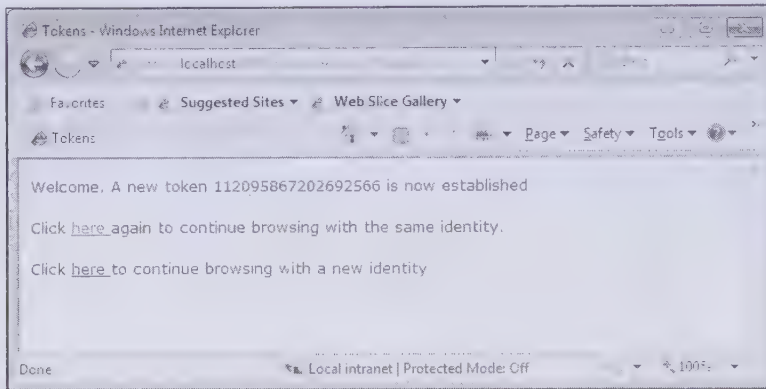 Tokens - Windows Internet Explorer
localhost
Favorites Suggested Sites Web Slice Gallery
Tokens Page Safety Tools
Welcome. A new token 112095867202692566 is now established
Click here again to continue browsing with the same identity.
Click here to continue browsing with a new identity
Done Local intranet | Protected Mode: Off 100%